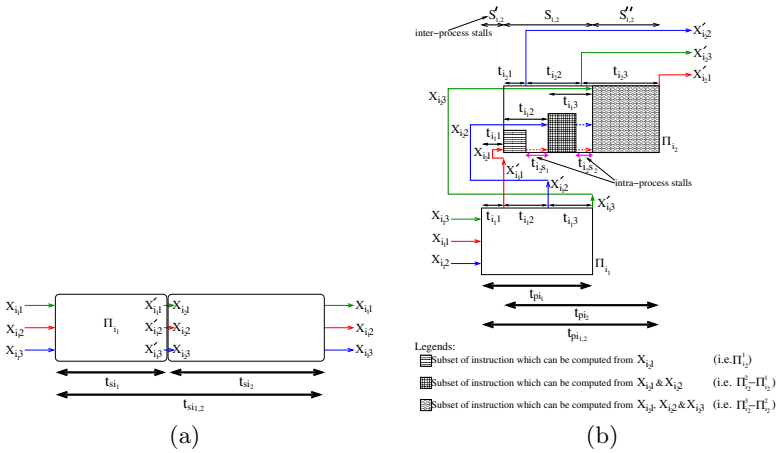 X_{i_1 1} X'_{i_1 1} X_{i_2 1} X_{i_1 1}
Π_{i_1}
X_{i_1 2} X'_{i_1 2} X_{i_2 2} X_{i_1 2}
X_{i_1 3} X'_{i_1 3} X_{i_2 3} X_{i_1 3}
t_{si_1} t_{si_2}
t_{si_{1,2}}
(a)
S'_{i,2} S_{i,2} S''_{i,2}
inter-process stalls
X'_{i_2 2}
X'_{i_2 3}
X'_{i_2 1}
t_{i_2 1} t_{i_2 2} t_{i_2 3}
X_{i_2 3}
t_{i_1 3}
t_{i_1 2}
X_{i_2 2}
t_{i_1 1}
Π_{i_2}
X_{i_2 1}
t_{i_2 s_1} t_{i_2 s_2}
X'_{i_1 1}
X'_{i_1 2}
intra-process stalls
X'_{i_1 3}
t_{i_1 1} t_{i_1 2} t_{i_1 3}
X_{i_1 3}
X_{i_1 1}
X_{i_1 2}
Π_{i_1}
t_{pi_1}
t_{pi_2}
t_{pi_{1,2}}
Legends:
Subset of instruction which can be computed from X_{i_2 1} (i.e. Π^1_{i_2})
Subset of instruction which can be computed from X_{i_2 1} & X_{i_2 2} (i.e. Π^2_{i_2}-Π^1_{i_2})
Subset of instruction which can be computed from X_{i_2 1}, X_{i_2 2} & X_{i_2 3} (i.e. Π^3_{i_2}-Π^2_{i_2})
(b)